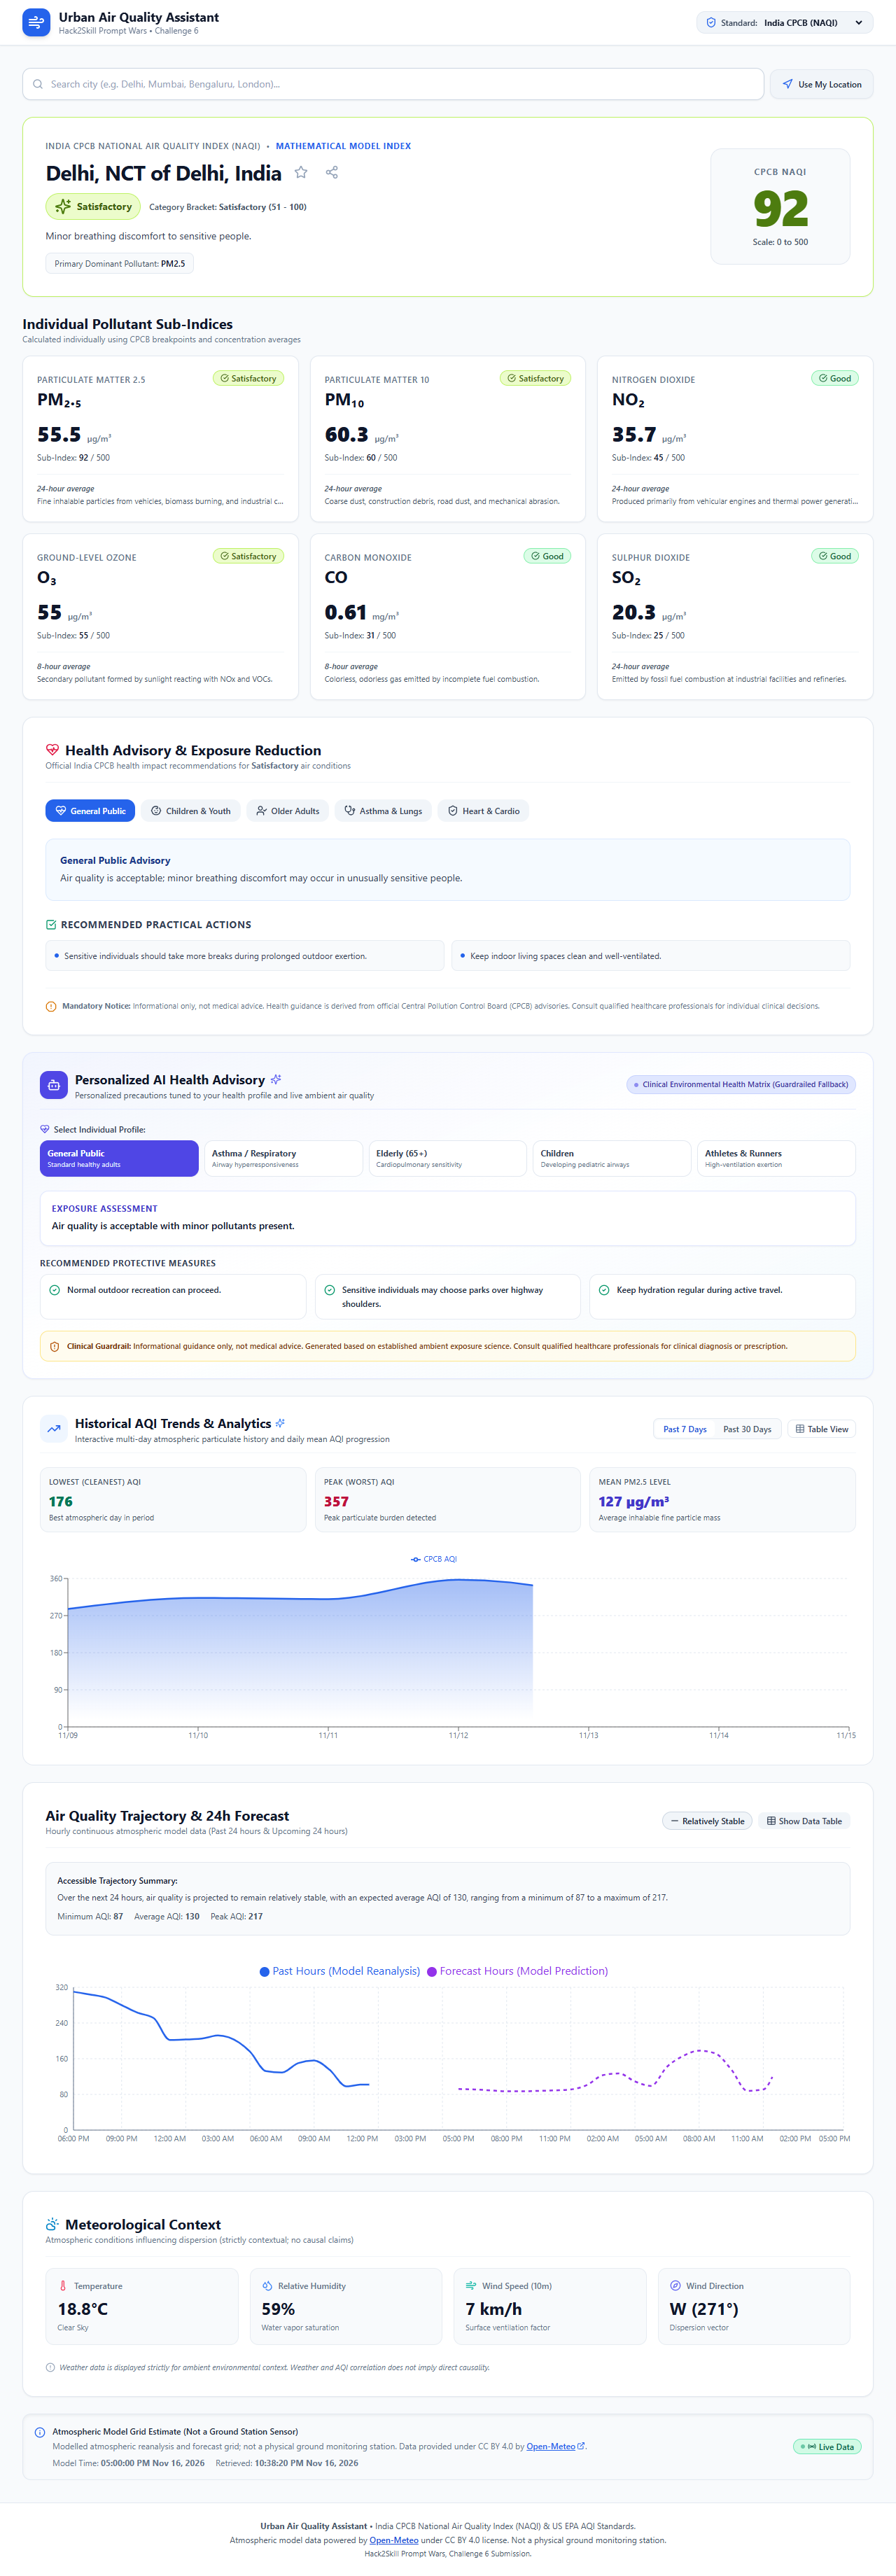 Urban Air Quality Assistant
Hack2Skill Prompt Wars • Challenge 6
Standard: India CPCB (NAQI)
Search city (e.g. Delhi, Mumbai, Bengaluru, London)...
Use My Location
INDIA CPCB NATIONAL AIR QUALITY INDEX (NAQI) • MATHEMATICAL MODEL INDEX
Delhi, NCT of Delhi, India
Satisfactory
Category Bracket: Satisfactory (51 - 100)
Minor breathing discomfort to sensitive people.
Primary Dominant Pollutant: PM2.5
CPCB NAQI
92
Scale: 0 to 500
Individual Pollutant Sub-Indices
Calculated individually using CPCB breakpoints and concentration averages
PARTICULATE MATTER 2.5
Satisfactory
PM₂.₅
55.5 µg/m³
Sub-Index: 92 / 500
24-hour average
Fine inhalable particles from vehicles, biomass burning, and industrial c...
PARTICULATE MATTER 10
Satisfactory
PM₁₀
60.3 µg/m³
Sub-Index: 60 / 500
24-hour average
Coarse dust, construction debris, road dust, and mechanical abrasion.
NITROGEN DIOXIDE
Good
NO₂
35.7 µg/m³
Sub-Index: 45 / 500
24-hour average
Produced primarily from vehicular engines and thermal power generati...
GROUND-LEVEL OZONE
Satisfactory
O₃
55 µg/m³
Sub-Index: 55 / 500
8-hour average
Secondary pollutant formed by sunlight reacting with NOx and VOCs.
CARBON MONOXIDE
Good
CO
0.61 mg/m³
Sub-Index: 31 / 500
8-hour average
Colorless, odorless gas emitted by incomplete fuel combustion.
SULPHUR DIOXIDE
Good
SO₂
20.3 µg/m³
Sub-Index: 25 / 500
24-hour average
Emitted by fossil fuel combustion at industrial facilities and refineries.
Health Advisory & Exposure Reduction
Official India CPCB health impact recommendations for Satisfactory air conditions
General Public
Children & Youth
Older Adults
Asthma & Lungs
Heart & Cardio
General Public Advisory
Air quality is acceptable; minor breathing discomfort may occur in unusually sensitive people.
RECOMMENDED PRACTICAL ACTIONS
Sensitive individuals should take more breaks during prolonged outdoor exertion.
Keep indoor living spaces clean and well-ventilated.
Mandatory Notice: Informational only, not medical advice. Health guidance is derived from official Central Pollution Control Board (CPCB) advisories. Consult qualified healthcare professionals for individual clinical decisions.
Personalized AI Health Advisory
Personalized precautions tuned to your health profile and live ambient air quality
Clinical Environmental Health Matrix (Guardrailed Fallback)
Select Individual Profile:
General Public
Standard healthy adults
Asthma / Respiratory
Airway hyperresponsiveness
Elderly (65+)
Cardiopulmonary sensitivity
Children
Developing pediatric airways
Athletes & Runners
High-ventilation exertion
EXPOSURE ASSESSMENT
Air quality is acceptable with minor pollutants present.
RECOMMENDED PROTECTIVE MEASURES
Normal outdoor recreation can proceed.
Sensitive individuals may choose parks over highway
shoulders.
Keep hydration regular during active travel.
Clinical Guardrail: Informational guidance only, not medical advice. Generated based on established ambient exposure science. Consult qualified healthcare professionals for clinical diagnosis or prescription.
Historical AQI Trends & Analytics
Interactive multi-day atmospheric particulate history and daily mean AQI progression
Past 7 Days
Past 30 Days
Table View
LOWEST (CLEANEST) AQI
176
Best atmospheric day in period
PEAK (WORST) AQI
357
Peak particulate burden detected
MEAN PM2.5 LEVEL
127 µg/m³
Average inhalable fine particle mass
CPCB AQI
360
270
180
90
0
11/09 11/10 11/11 11/12 11/13 11/14 11/15
Air Quality Trajectory & 24h Forecast
Hourly continuous atmospheric model data (Past 24 hours & Upcoming 24 hours)
Relatively Stable
Show Data Table
Accessible Trajectory Summary:
Over the next 24 hours, air quality is projected to remain relatively stable, with an expected average AQI of 130, ranging from a minimum of 87 to a maximum of 217.
Minimum AQI: 87 Average AQI: 130 Peak AQI: 217
Past Hours (Model Reanalysis) Forecast Hours (Model Prediction)
320
240
160
80
0
06:00 PM 09:00 PM 12:00 AM 03:00 AM 06:00 AM 09:00 AM 12:00 PM 03:00 PM 05:00 PM 08:00 PM 11:00 PM 02:00 AM 05:00 AM 08:00 AM 11:00 AM 02:00 PM 05:00 PM
Meteorological Context
Atmospheric conditions influencing dispersion (strictly contextual; no causal claims)
Temperature
18.8°C
Clear Sky
Relative Humidity
59%
Water vapor saturation
Wind Speed (10m)
7 km/h
Surface ventilation factor
Wind Direction
W (271°)
Dispersion vector
Weather data is displayed strictly for ambient environmental context. Weather and AQI correlation does not imply direct causality.
Atmospheric Model Grid Estimate (Not a Ground Station Sensor)
Modelled atmospheric reanalysis and forecast grid; not a physical ground monitoring station. Data provided under CC BY 4.0 by Open-Meteo.
Model Time: 05:00:00 PM Nov 16, 2026 Retrieved: 10:38:20 PM Nov 16, 2026
Live Data
Urban Air Quality Assistant • India CPCB National Air Quality Index (NAQI) & US EPA AQI Standards.
Atmospheric model data powered by Open-Meteo under CC BY 4.0 license. Not a physical ground monitoring station.
Hack2Skill Prompt Wars, Challenge 6 Submission.